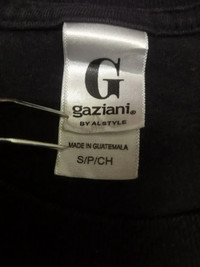 G
gaziani®
BY ALSTYLE
MADE IN GUATEMALA
S/P/CH